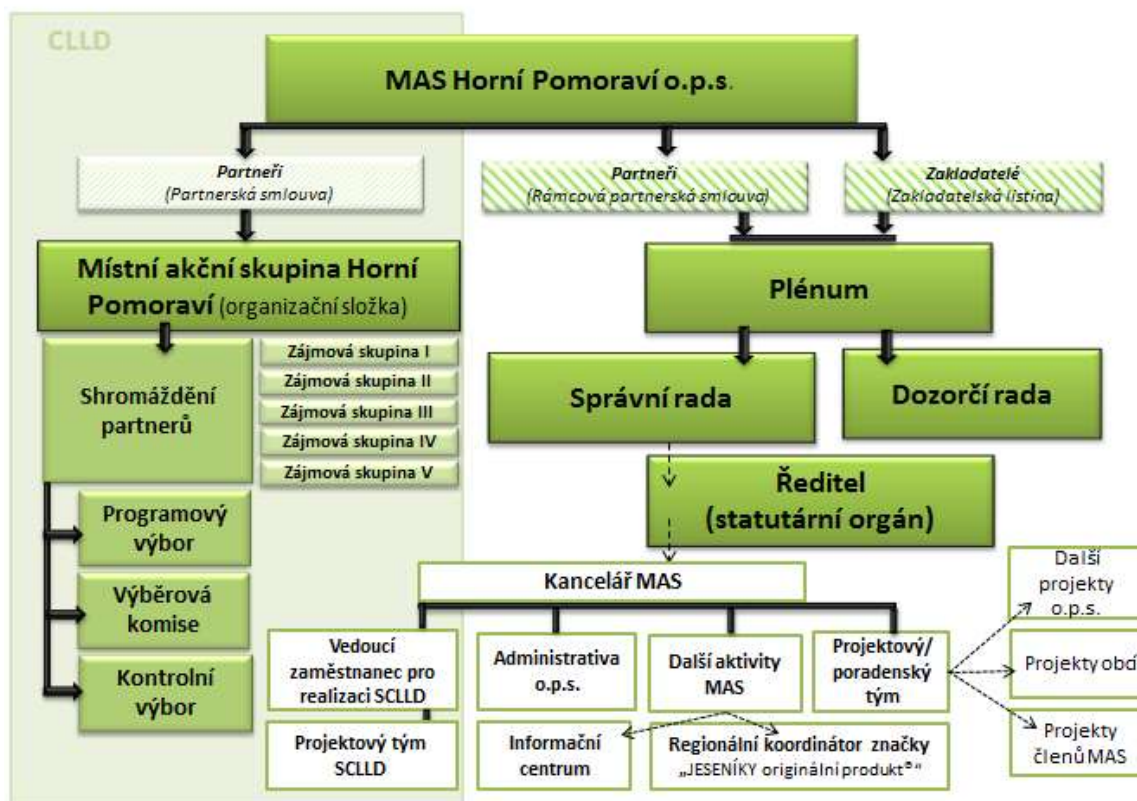 CLLD
MAS Horní Pomoraví o.p.s.
Partneři
(Partnerská smlouva)
Partneři
(Rámcová partnerská smlouva)
Zakladatelé
(Zakladatelská listina)
Místní akční skupina Horní
Pomoraví (organizační složka)
Plénum
Shromáždění
partnerů
Zájmová skupina I
Zájmová skupina II
Zájmová skupina III
Zájmová skupina IV
Zájmová skupina V
Správní rada
Dozorčí rada
Ředitel
(statutární orgán)
Programový
výbor
Výběrová
komise
Kontrolní
výbor
Kancelář MAS
Vedoucí
zaměstnanec pro
realizaci SCLLD
Administrativa
o.p.s.
Další aktivity
MAS
Projektový/
poradenský
tým
Další
projekty
o.p.s.
Projekty obcí
Projekty
členů MAS
Projektový tým
SCLLD
Informační
centrum
Regionální koordinátor značky
„JESENÍKY originální produkt®“